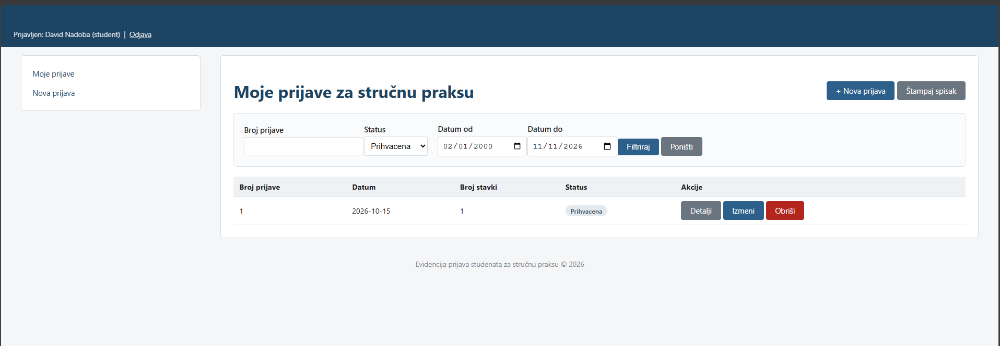 Prijavljen: David Nadoba (student) | Odjava
Moje prijave
Nova prijava
Moje prijave za stručnu praksu
+ Nova prijava
Štampaj spisak
Broj prijave
Status
Datum od
Datum do
Prihvacena
02/01/2000
11/11/2026
Filtriraj
Poništi
Broj prijave Datum Broj stavki Status Akcije
1 2026-10-15 1 Prihvacena Detalji Izmeni Obriši
Evidencija prijava studenata za stručnu praksu © 2026